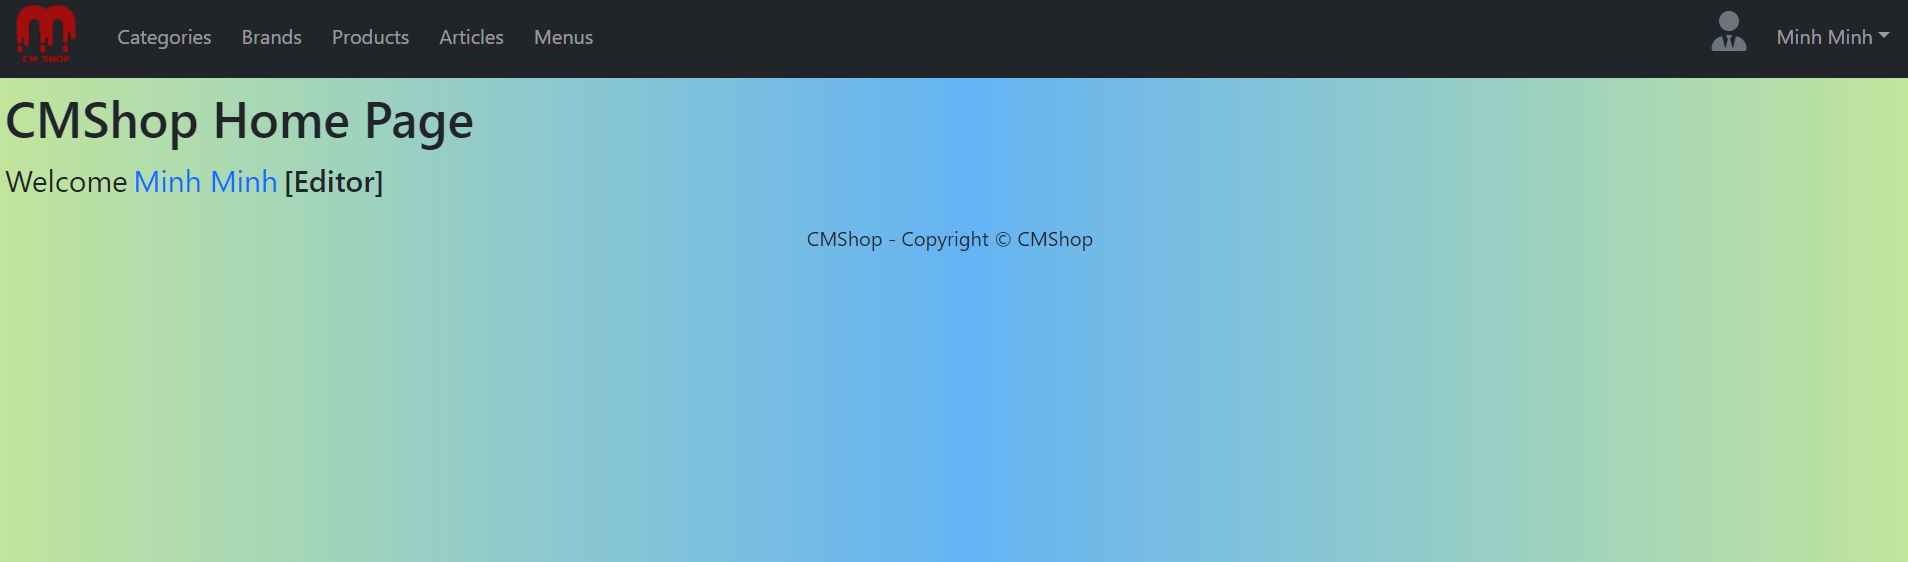 CM SHOP
Categories Brands Products Articles Menus Minh Minh
CMShop Home Page
Welcome Minh Minh [Editor]
CMShop - Copyright © CMShop